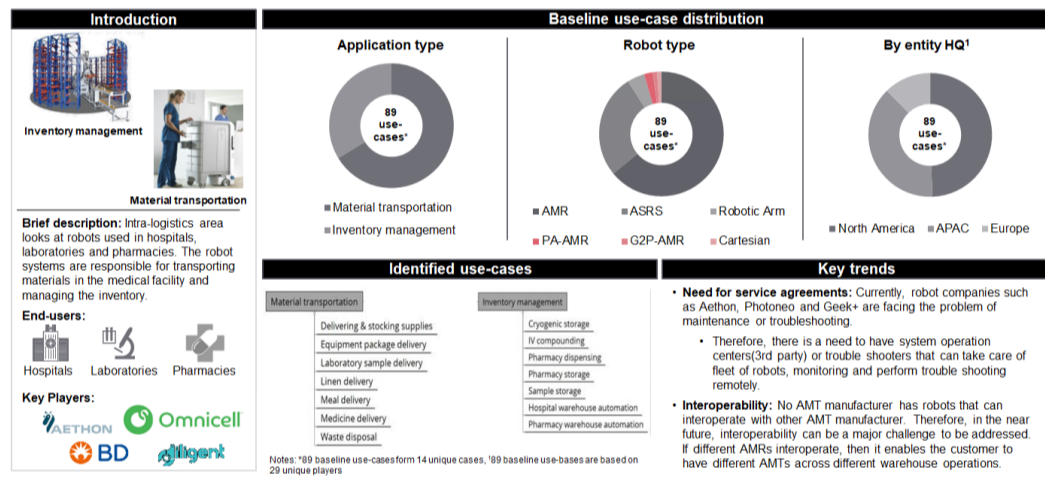 Introduction
Inventory management
Material transportation
Brief description: Intra-logistics area
looks at robots used in hospitals,
laboratories and pharmacies. The robot
systems are responsible for transporting
materials in the medical facility and
managing the inventory.
End-users:
Hospitals Laboratories Pharmacies
Key Players:
AETHON
Omnicell
BD
diligent
Baseline use-case distribution
Application type
89
use-
cases*
Material transportation
Inventory management
Robot type
89
use-
cases*
AMR ASRS Robotic Arm
PA-AMR G2P-AMR Cartesian
By entity HQ¹
89
use-
cases*
North America APAC Europe
Identified use-cases
Material transportation
Delivering & stocking supplies
Equipment package delivery
Laboratory sample delivery
Linen delivery
Meal delivery
Medicine delivery
Waste disposal
Inventory management
Cryogenic storage
IV compounding
Pharmacy dispensing
Pharmacy storage
Sample storage
Hospital warehouse automation
Pharmacy warehouse automation
Notes: *89 baseline use-casesform 14 unique cases, ¹89 baseline use-bases are based on
29 unique players
Key trends
• Need for service agreements: Currently, robot companies such
as Aethon, Photoneo and Geek+ are facing the problem of
maintenance or troubleshooting.
• Therefore, there is a need to have system operation
centers(3rd party) or trouble shooters that can take care of
fleet of robots, monitoring and perform trouble shooting
remotely.
• Interoperability: No AMT manufacturer has robots that can
interoperate with other AMT manufacturer. Therefore, in the near
future, interoperability can be a major challenge to be addressed.
If different AMRs interoperate, then it enables the customer to
have different AMTs across different warehouse operations.